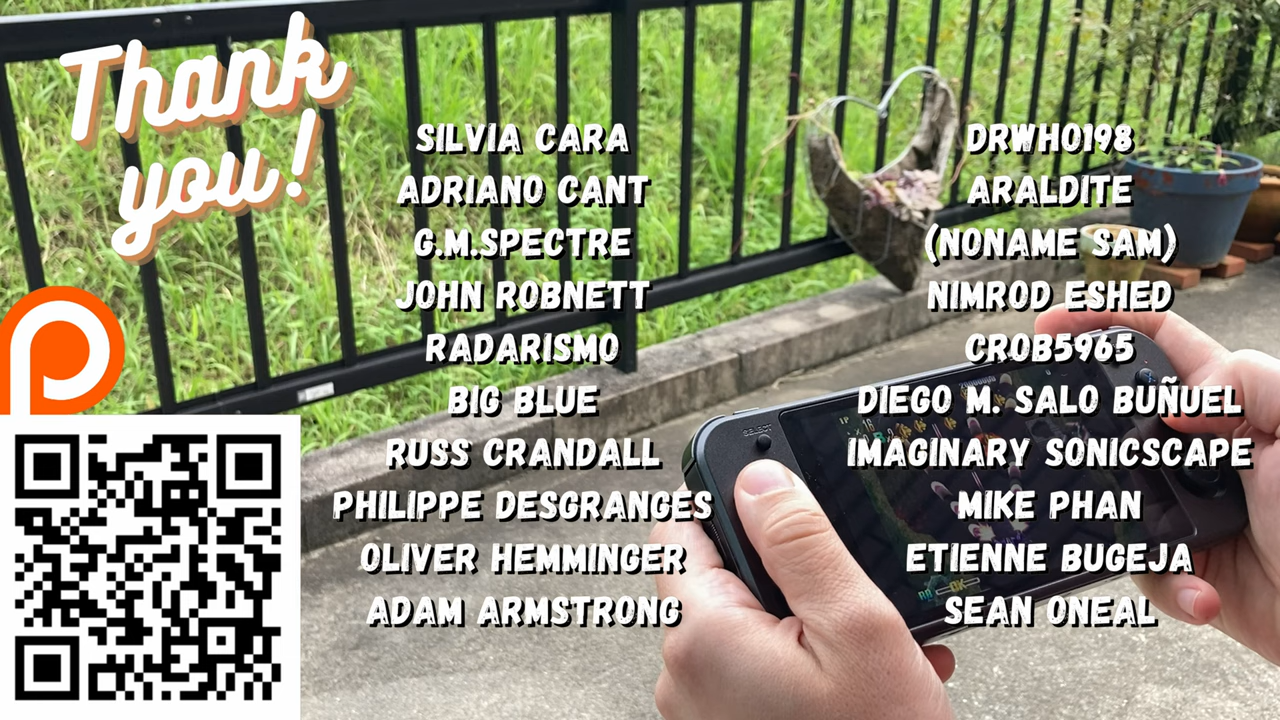 Thank
you!
SILVIA CARA
ADRIANO CANT
G.M.SPECTRE
JOHN ROBNETT
RADARISMO
BIG BLUE
RUSS CRANDALL
PHILIPPE DESGRANGES
OLIVER HEMMINGER
ADAM ARMSTRONG
DRWHO198
ARALDITE
(NONAME SAM)
NIMROD ESHED
CROB5965
DIEGO M. SALO BUÑUEL
IMAGINARY SONICSCAPE
MIKE PHAN
ETIENNE BUGEJA
SEAN ONEAL
SELECT